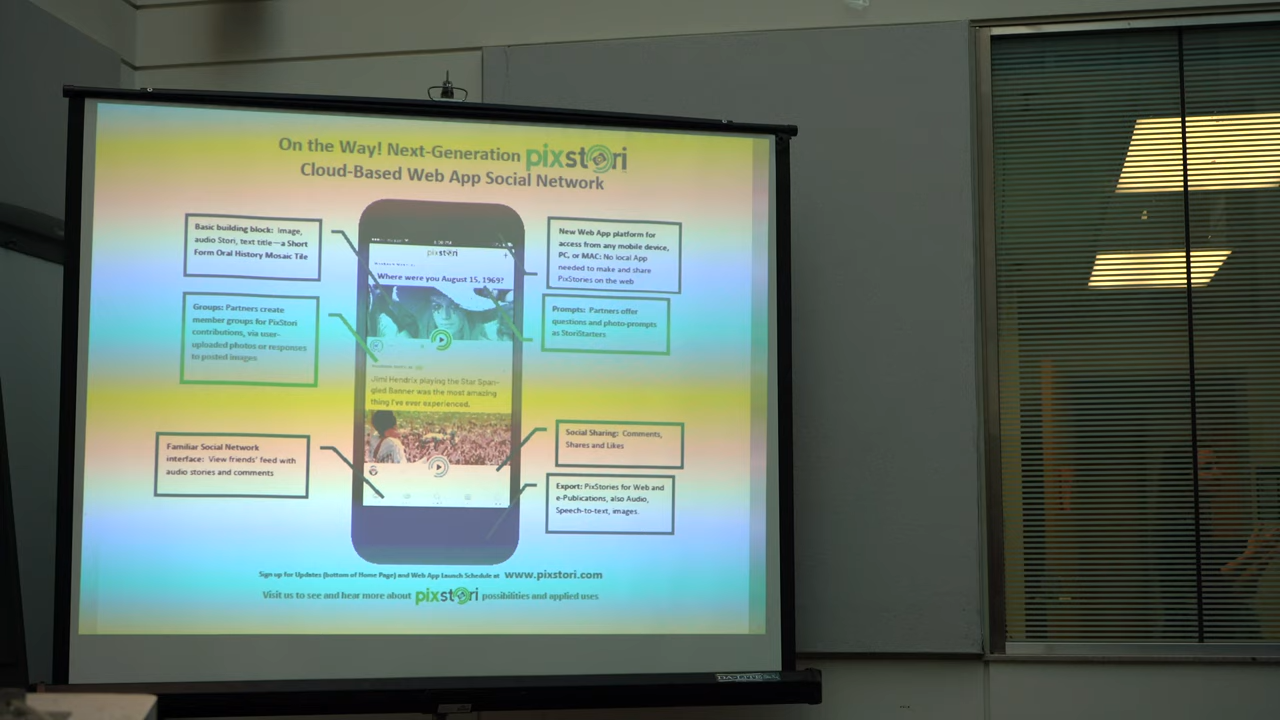 On the Way! Next-Generation pixstori
Cloud-Based Web App Social Network
Basic building block: Image,
audio Stori, text title—a Short
Form Oral History Mosaic Tile
Groups: Partners create
member groups for PixStori
contributions, via user-
uploaded photos or responses
to posted images
Familiar Social Network
interface: View friends' feed with
audio stories and comments
pixstori
Where were you August 15, 1969?
Jimi Hendrix playing the Star Span-
gled Banner was the most amazing
thing I've ever experienced.
New Web App platform for
access from any mobile device,
PC, or MAC: No local App
needed to make and share
PixStories on the web
Prompts: Partners offer
questions and photo-prompts
as StoriStarters
Social Sharing: Comments,
Shares and Likes
Export: PixStories for Web and
e-Publications, also Audio,
Speech-to-text, images.
Sign up for Updates (bottom of Home Page) and Web App Launch Schedule at www.pixstori.com
Visit us to see and hear more about pixstori possibilities and applied uses
DA-LITE